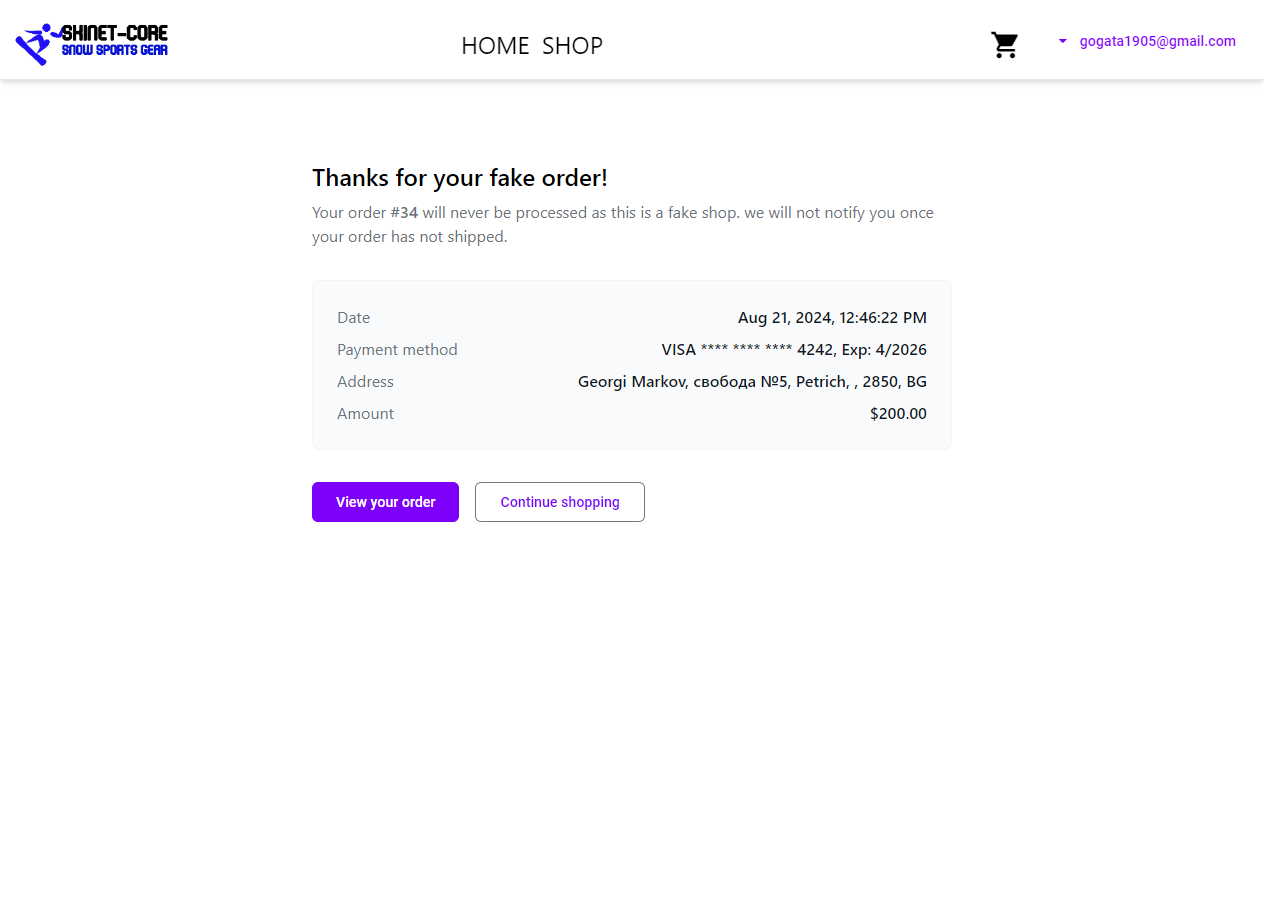 SKINET-CORE
SNOW SPORTS GEAR
HOME SHOP
gogata1905@gmail.com
Thanks for your fake order!
Your order #34 will never be processed as this is a fake shop. we will not notify you once
your order has not shipped.
Date Aug 21, 2024, 12:46:22 PM
Payment method VISA **** **** **** 4242, Exp: 4/2026
Address Georgi Markov, свобода №5, Petrich, , 2850, BG
Amount $200.00
View your order Continue shopping